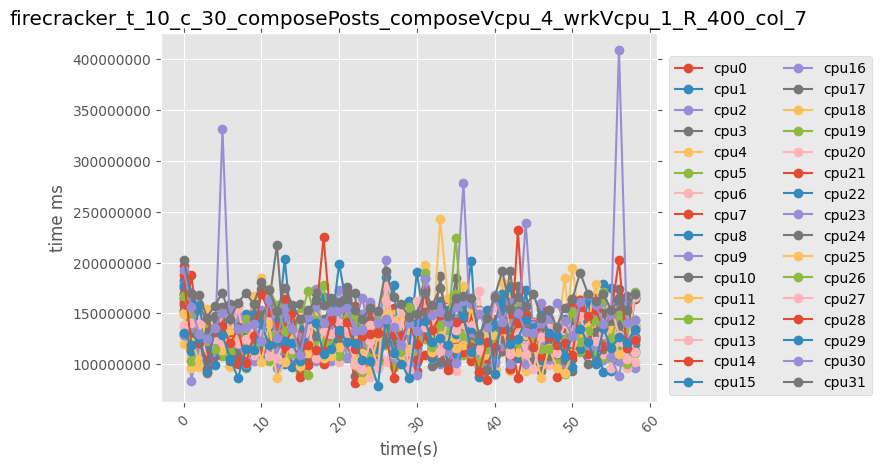 firecracker_t_10_c_30_composePosts_composeVcpu_4_wrkVcpu_1_R_400_col_7
400000000
350000000
300000000
250000000
200000000
150000000
100000000
time ms
0
10
20
30
40
50
60
time(s)
cpu0
cpu1
cpu2
cpu3
cpu4
cpu5
cpu6
cpu7
cpu8
cpu9
cpu10
cpu11
cpu12
cpu13
cpu14
cpu15
cpu16
cpu17
cpu18
cpu19
cpu20
cpu21
cpu22
cpu23
cpu24
cpu25
cpu26
cpu27
cpu28
cpu29
cpu30
cpu31